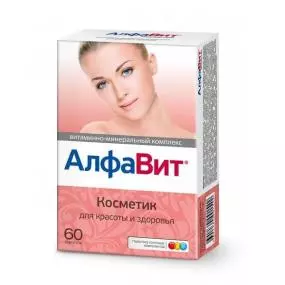 витаминно-минеральный комплекс
АлфаВит®
Косметик
для красоты и здоровья
60